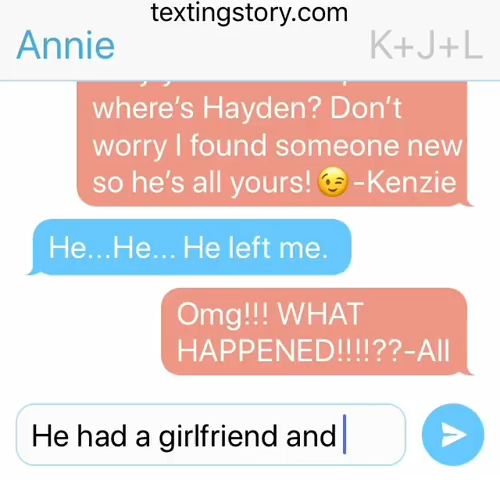 textingstory.com
Annie
K+J+L
where's Hayden? Don't
worry I found someone new
so he's all yours! 😉-Kenzie
He...He... He left me.
Omg!!! WHAT
HAPPENED!!!!??-All
He had a girlfriend and